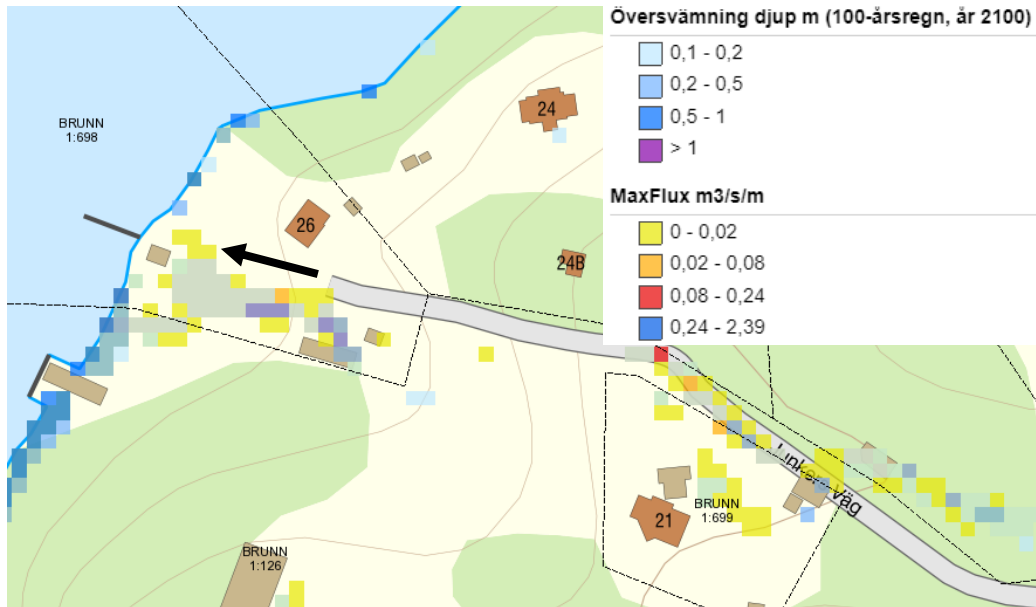 Översvämning djup m (100-årsregn, år 2100)
0,1 - 0,2
0,2 - 0,5
0,5 - 1
> 1
MaxFlux m3/s/m
0 - 0,02
0,02 - 0,08
0,08 - 0,24
0,24 - 2,39
BRUNN
1:698
24
26
24B
Väg
21
BRUNN
1:699
BRUNN
1:126